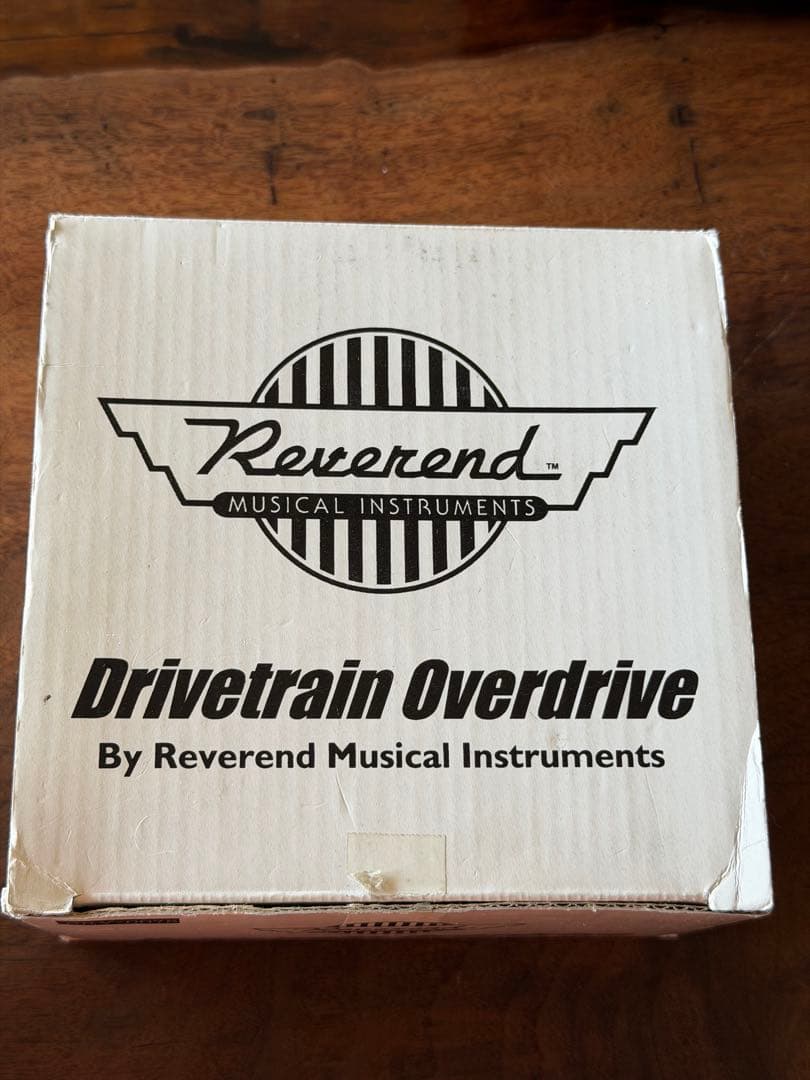 Reverend™
MUSICAL INSTRUMENTS
Drivetrain Overdrive
By Reverend Musical Instruments